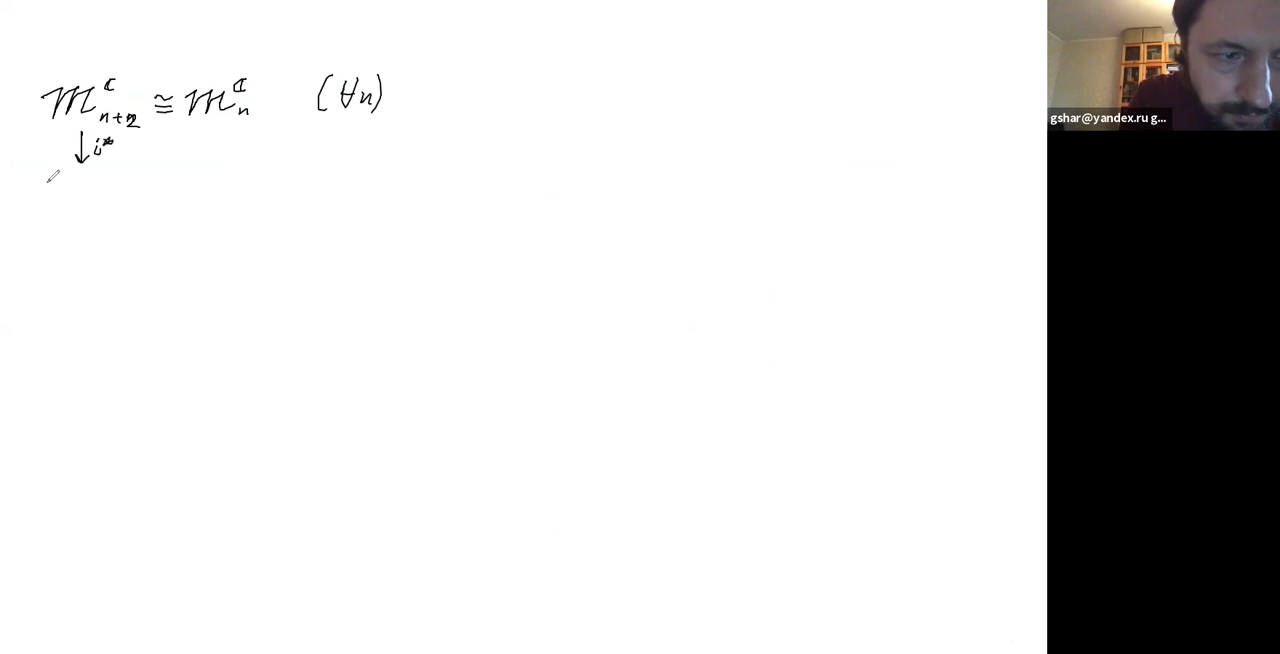 𝓜^ℂ_{n+2} ≅ 𝓜^ℂ_n (∀n)
↓ i*
gshar@yandex.ru g...